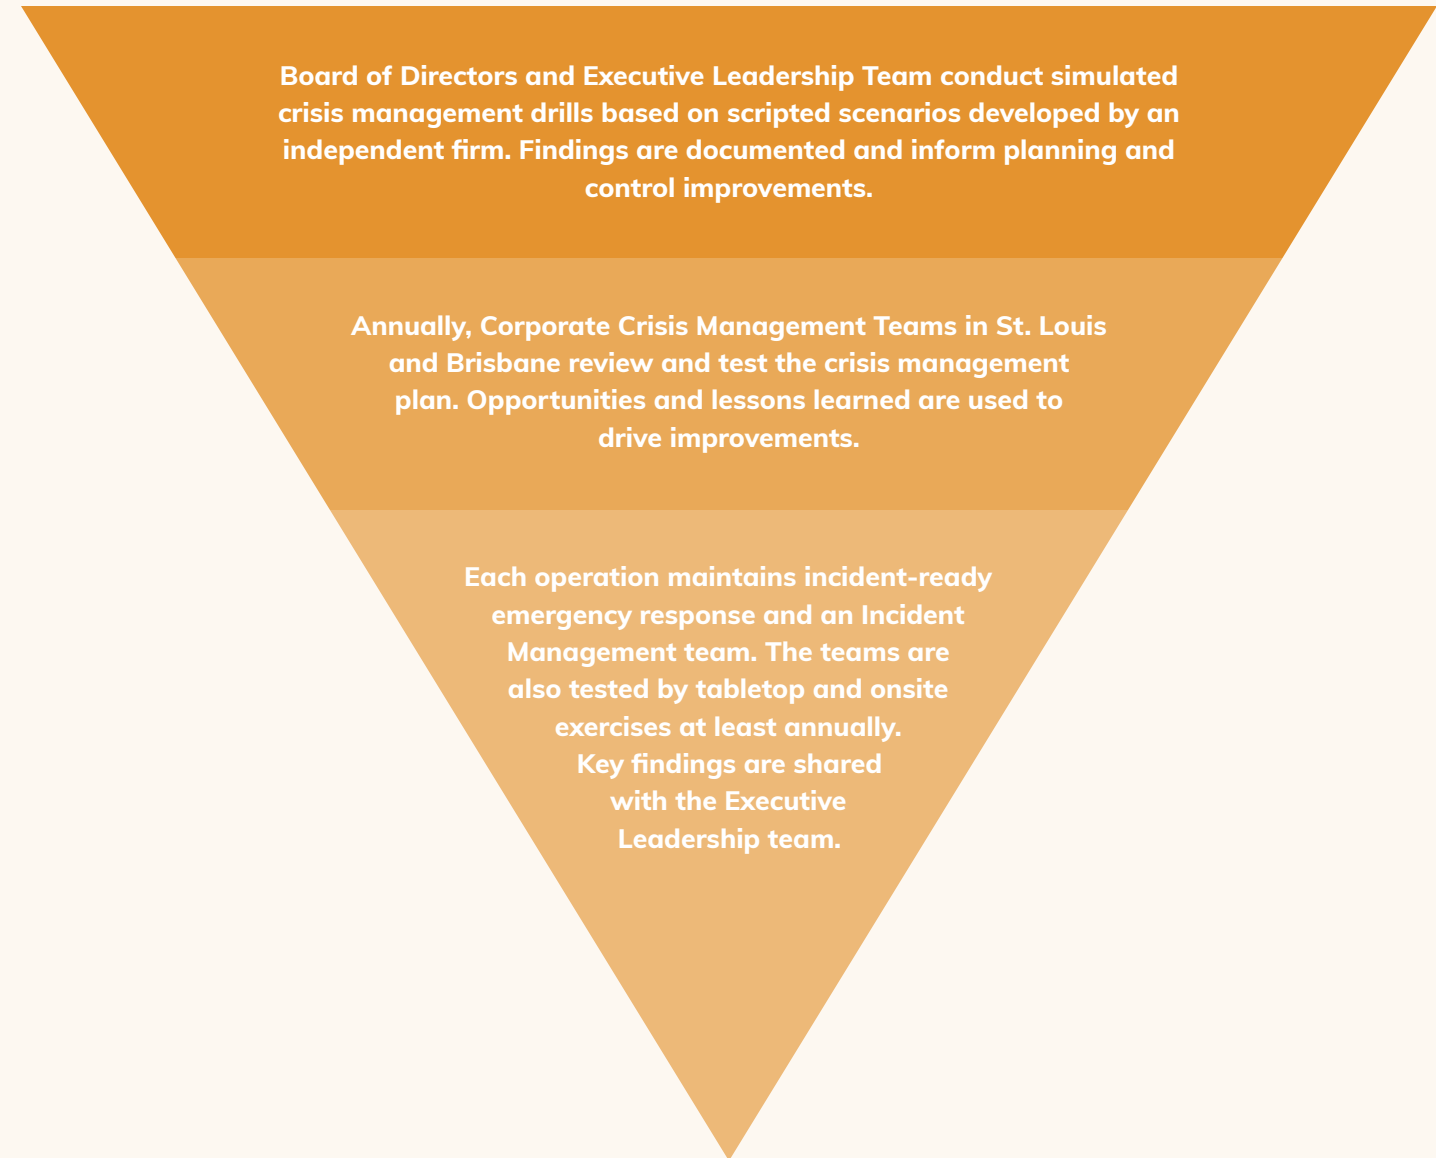 Board of Directors and Executive Leadership Team conduct simulated
crisis management drills based on scripted scenarios developed by an
independent firm. Findings are documented and inform planning and
control improvements.
Annually, Corporate Crisis Management Teams in St. Louis
and Brisbane review and test the crisis management
plan. Opportunities and lessons learned are used to
drive improvements.
Each operation maintains incident-ready
emergency response and an Incident
Management team. The teams are
also tested by tabletop and onsite
exercises at least annually.
Key findings are shared
with the Executive
Leadership team.